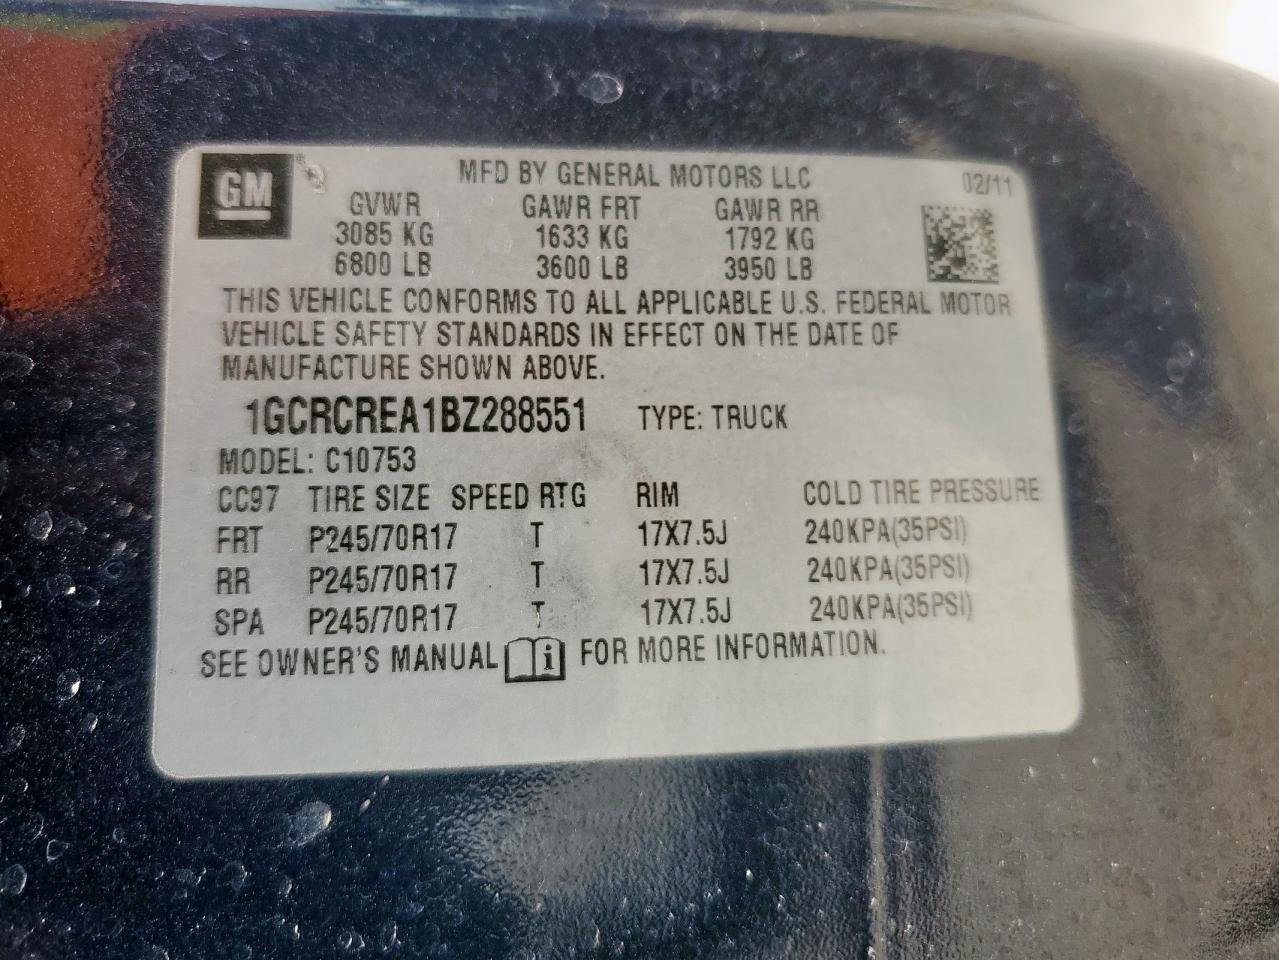 GM
MFD BY GENERAL MOTORS LLC 02/11
GVWR GAWR FRT GAWR RR
3085 KG 1633 KG 1792 KG
6800 LB 3600 LB 3950 LB
THIS VEHICLE CONFORMS TO ALL APPLICABLE U.S. FEDERAL MOTOR
VEHICLE SAFETY STANDARDS IN EFFECT ON THE DATE OF
MANUFACTURE SHOWN ABOVE.
1GCRCREA1BZ288551 TYPE: TRUCK
MODEL: C10753
CC97 TIRE SIZE SPEED RTG RIM COLD TIRE PRESSURE
FRT P245/70R17 T 17X7.5J 240KPA(35PSI)
RR P245/70R17 T 17X7.5J 240KPA(35PSI)
SPA P245/70R17 T 17X7.5J 240KPA(35PSI)
SEE OWNER'S MANUAL i FOR MORE INFORMATION.